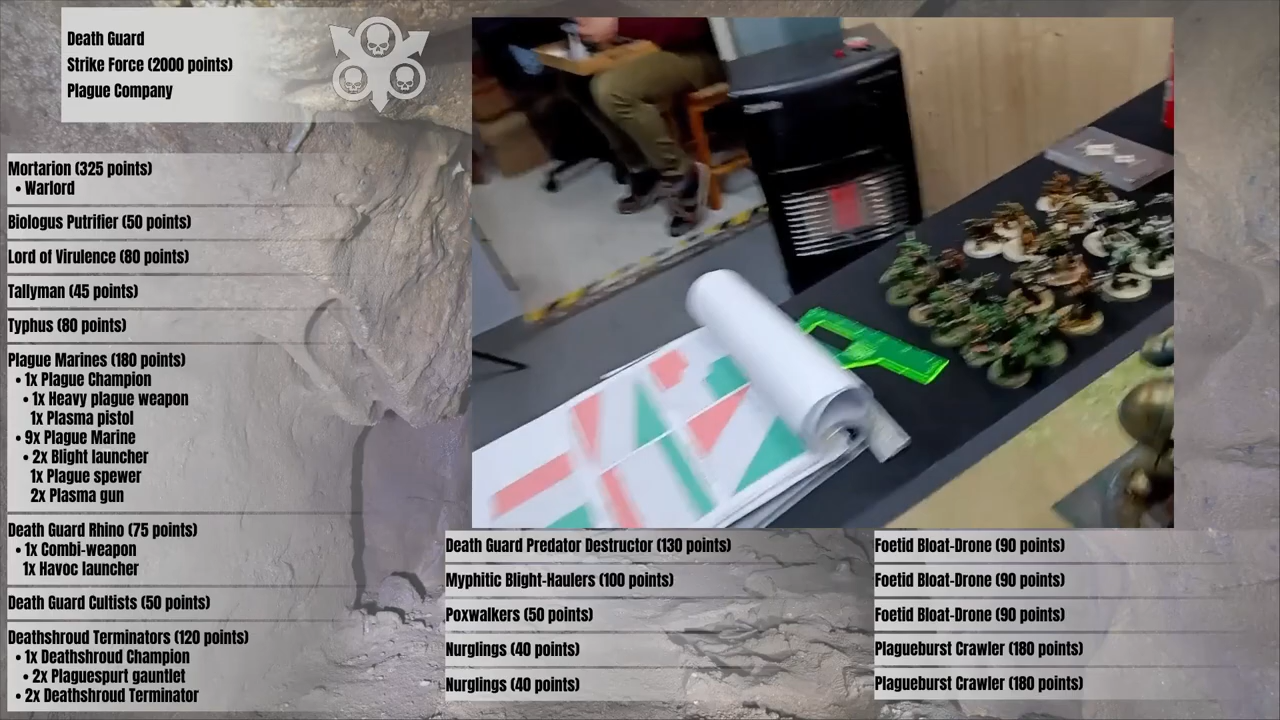 Death Guard
Strike Force (2000 points)
Plague Company
Mortarion (325 points)
• Warlord
Biologus Putrifier (50 points)
Lord of Virulence (80 points)
Tallyman (45 points)
Typhus (80 points)
Plague Marines (180 points)
• 1x Plague Champion
• 1x Heavy plague weapon
1x Plasma pistol
• 9x Plague Marine
• 2x Blight launcher
1x Plague spewer
2x Plasma gun
Death Guard Rhino (75 points)
• 1x Combi-weapon
1x Havoc launcher
Death Guard Cultists (50 points)
Deathshroud Terminators (120 points)
• 1x Deathshroud Champion
• 2x Plaguespurt gauntlet
• 2x Deathshroud Terminator
Death Guard Predator Destructor (130 points)
Myphitic Blight-Haulers (100 points)
Poxwalkers (50 points)
Nurglings (40 points)
Nurglings (40 points)
Foetid Bloat-Drone (90 points)
Foetid Bloat-Drone (90 points)
Foetid Bloat-Drone (90 points)
Plagueburst Crawler (180 points)
Plagueburst Crawler (180 points)